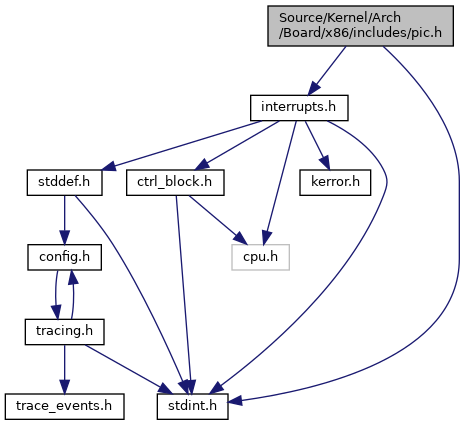 Source/Kernel/Arch
/Board/x86/includes/pic.h
interrupts.h
stddef.h
ctrl_block.h
kerror.h
config.h
cpu.h
tracing.h
trace_events.h
stdint.h